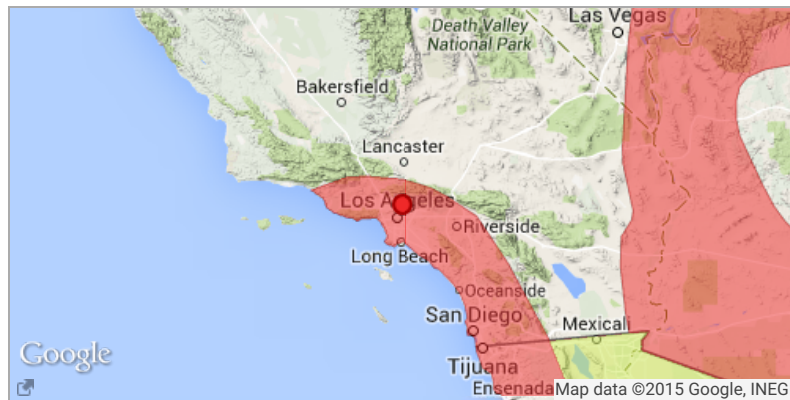 Las Vegas
Death Valley
National Park
Bakersfield
Lancaster
Los Angeles
Riverside
Long Beach
Oceanside
San Diego
Mexicali
Tijuana
Ensenada
Google
Map data ©2015 Google, INEG